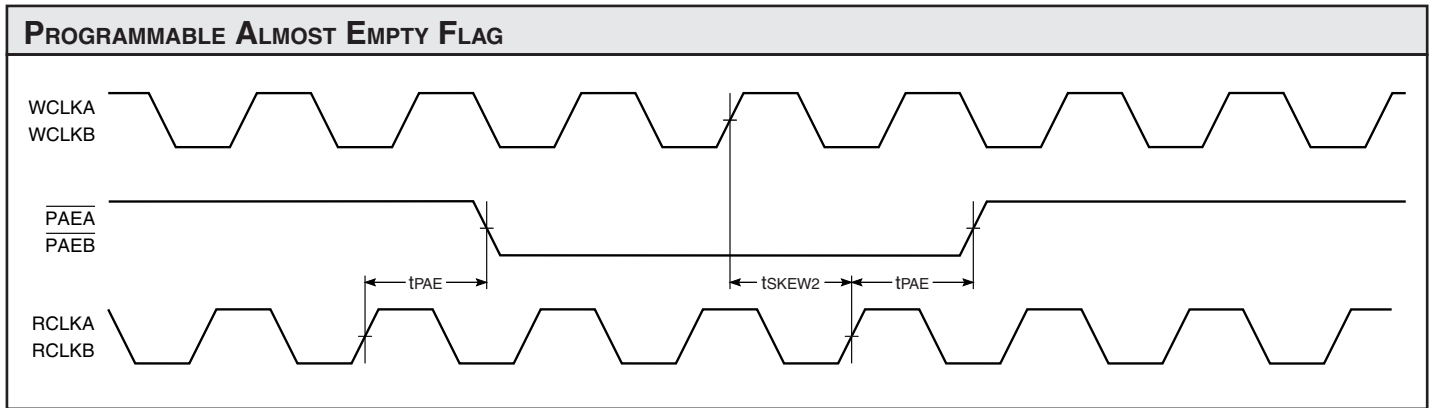 PROGRAMMABLE ALMOST EMPTY FLAG
WCLKA
WCLKB
PAEA
PAEB
tPAE
tSKEW2
tPAE
RCLKA
RCLKB